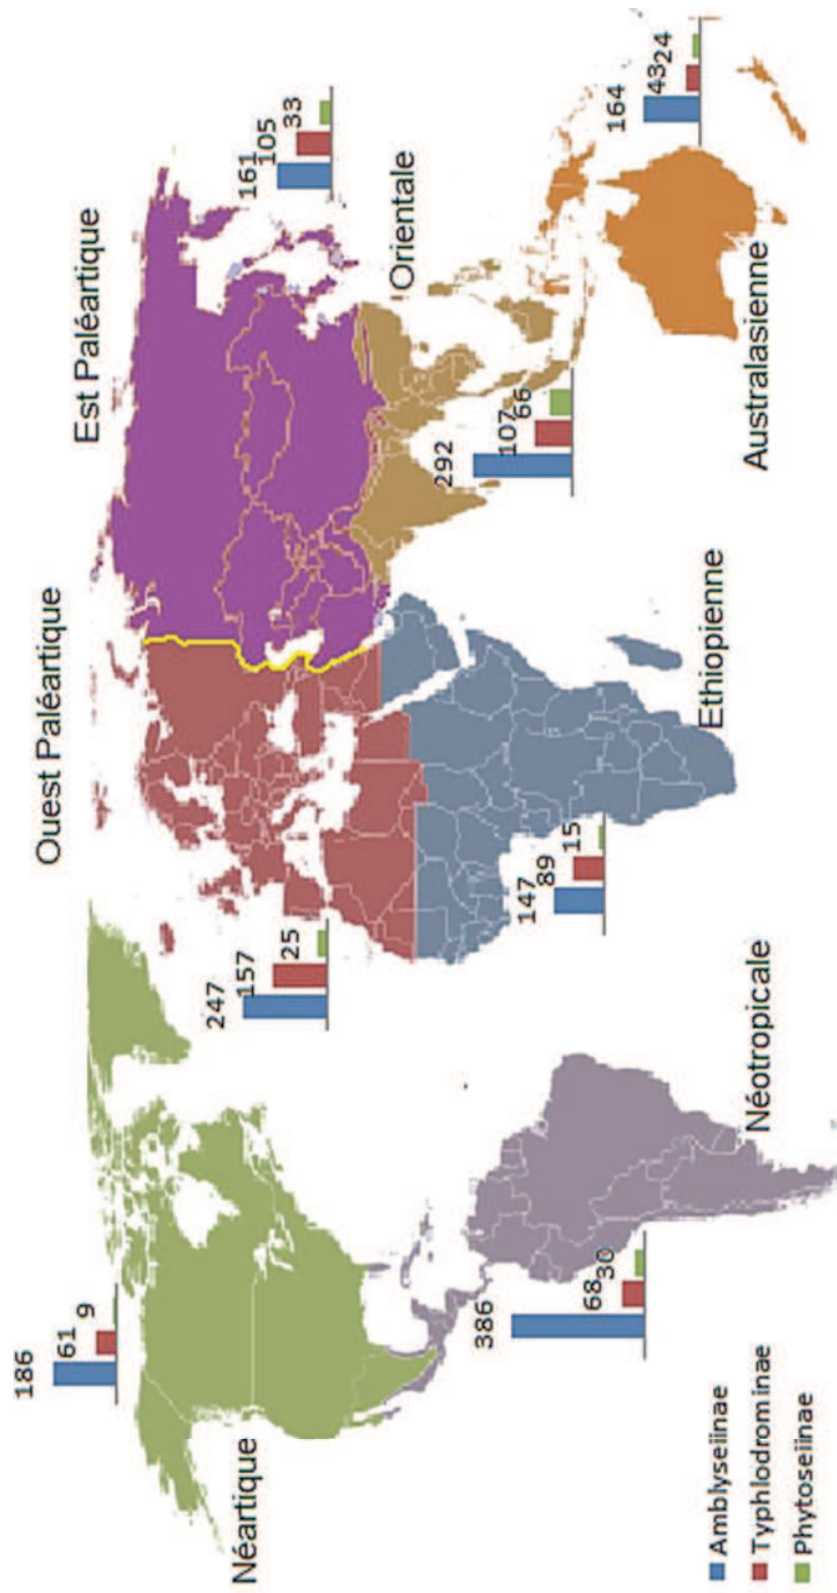 Néartique
186
61
9
Ouest Paléartique
247
157
25
Est Paléartique
161
105
33
Orientale
292
107
66
Ethiopienne
147
89
15
Néotropicale
386
68
30
Australasienne
164
43
24
Amblyseiinae
Typhlodrominae
Phytoseiinae